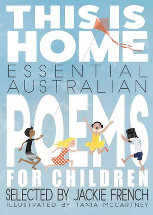 THIS IS
HOME
ESSENTIAL
AUSTRALIAN
POEMS
FOR CHILDREN
SELECTED BY JACKIE FRENCH
ILLUSTRATED BY TANIA MCCARTNEY